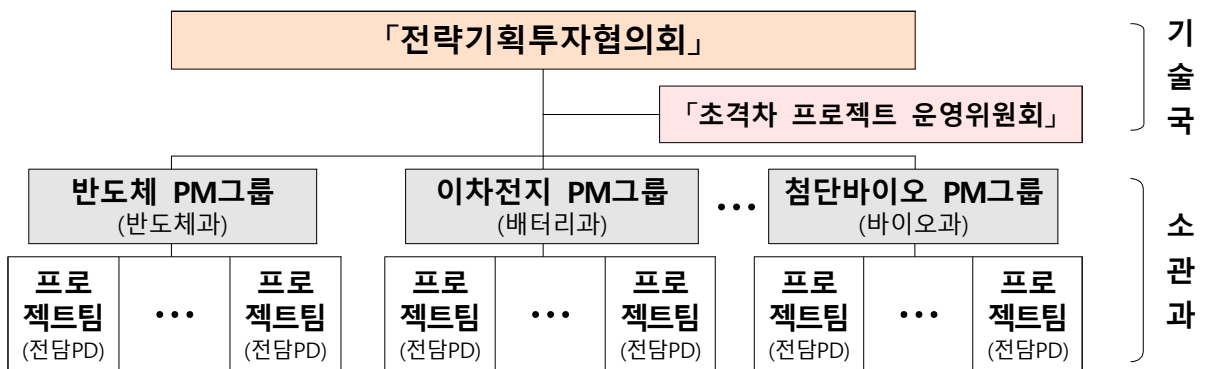 「전략기획투자협의회」
기
술
국
「초격차 프로젝트 운영위원회」
반도체 PM그룹
(반도체과)
이차전지 PM그룹
(배터리과)
•••
첨단바이오 PM그룹
(바이오과)
소
관
과
프로
젝트팀
(전담PD)
•••
프로
젝트팀
(전담PD)
프로
젝트팀
(전담PD)
•••
프로
젝트팀
(전담PD)
프로
젝트팀
(전담PD)
•••
프로
젝트팀
(전담PD)